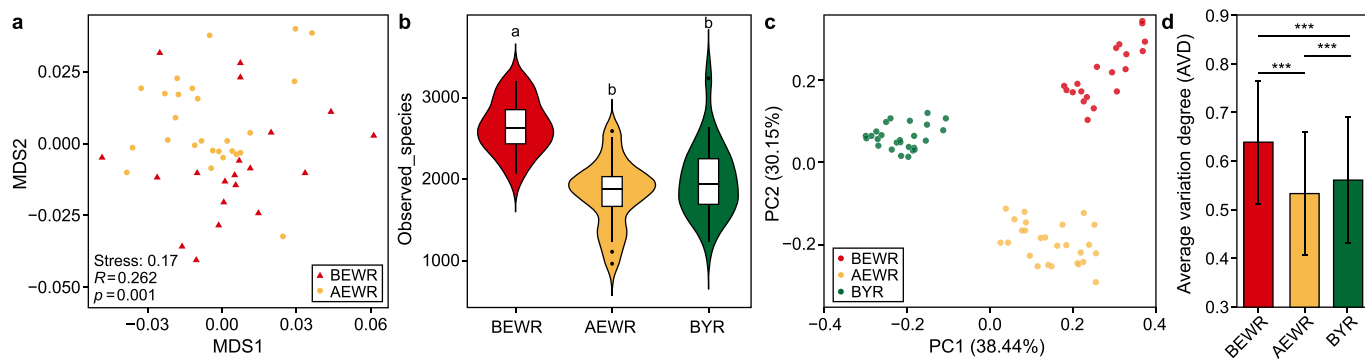 a
MDS2
0.025
0.000
−0.025
−0.050
Stress: 0.17
R=0.262
p=0.001
BEWR
AEWR
−0.03
0.00
0.03
0.06
MDS1
b
Observed_species
3000
2000
1000
a
b
b
BEWR
AEWR
BYR
c
PC2 (30.15%)
0.2
0.0
−0.2
BEWR
AEWR
BYR
−0.4
−0.2
0.0
0.2
0.4
PC1 (38.44%)
d
Average variation degree (AVD)
0.9
0.8
0.7
0.6
0.5
0.4
0.3
***
***
***
BEWR
AEWR
BYR